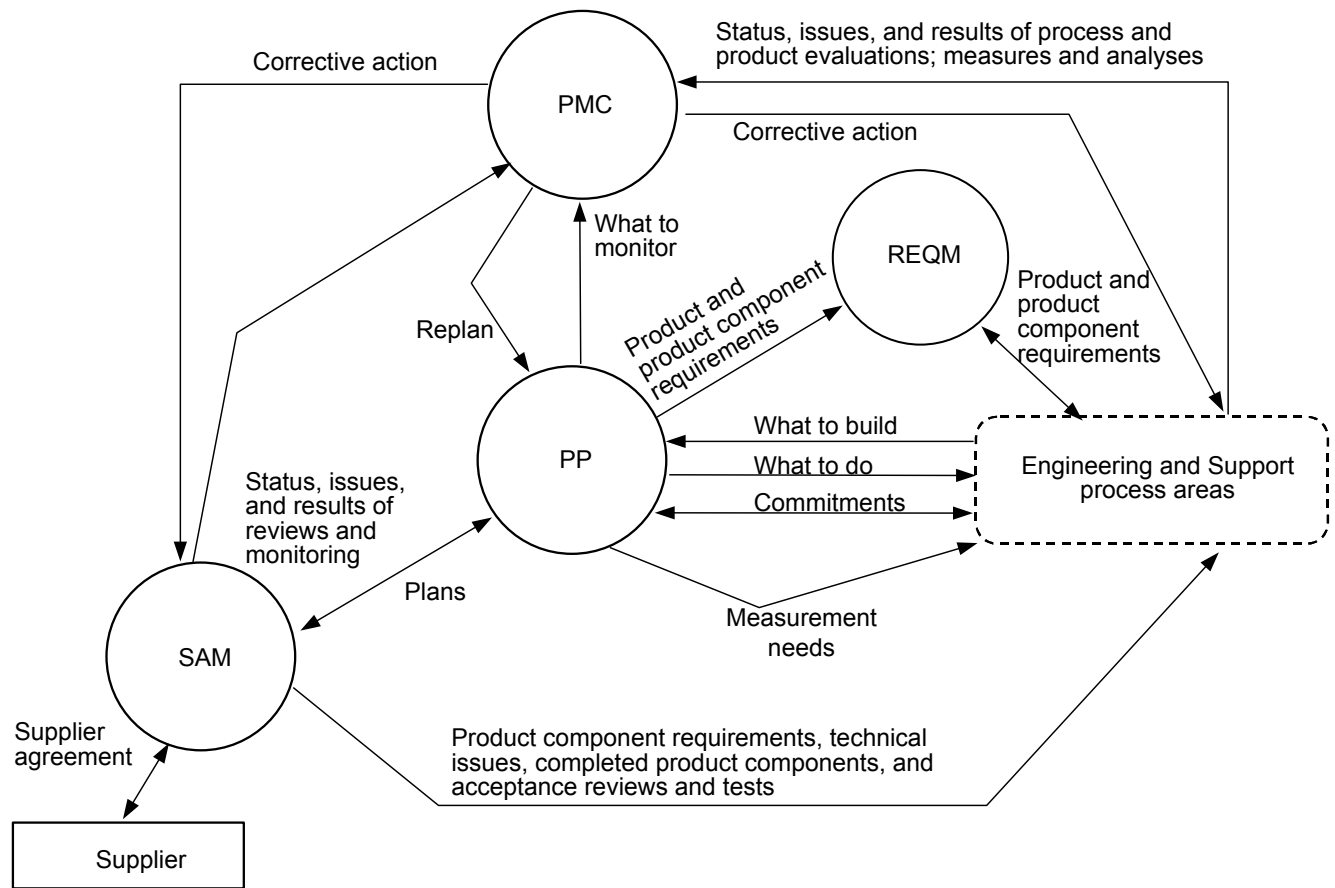 Status, issues, and results of process and
product evaluations; measures and analyses
Corrective action
PMC
Corrective action
What to
monitor
REQM
Product and
product component
requirements
Product and
product
component
requirements
Replan
What to build
PP
What to do
Engineering and Support
process areas
Commitments
Status, issues,
and results of
reviews and
monitoring
Plans
Measurement
needs
SAM
Supplier
agreement
Product component requirements, technical
issues, completed product components, and
acceptance reviews and tests
Supplier